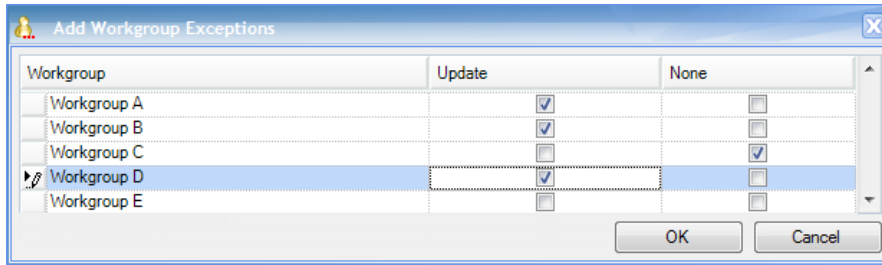 Add Workgroup Exceptions
Workgroup Update None
Workgroup A
Workgroup B
Workgroup C
Workgroup D
Workgroup E
OK Cancel